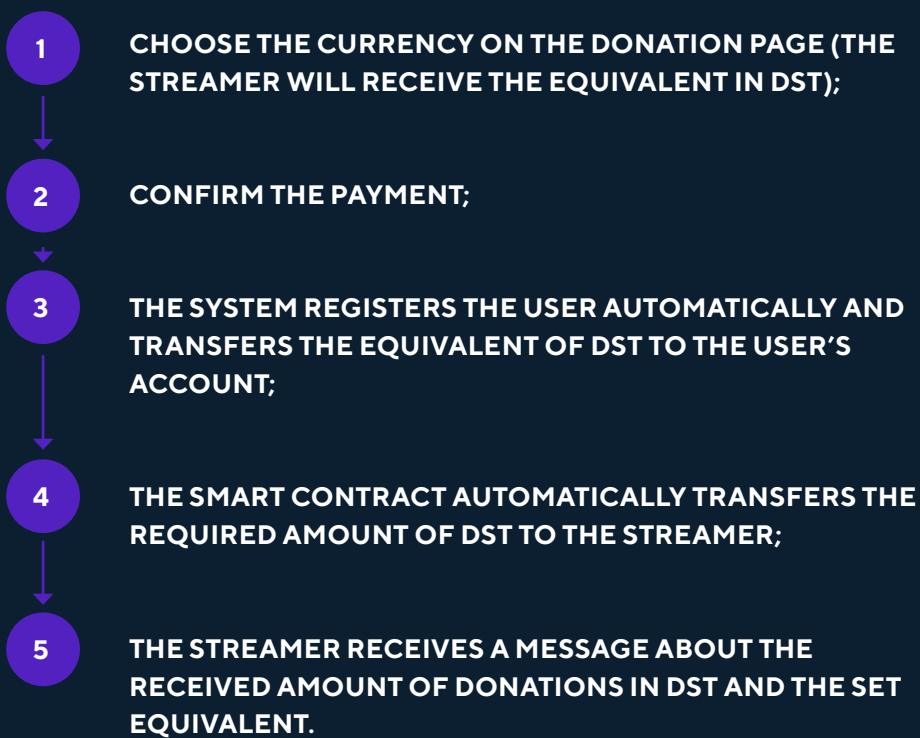 1
CHOOSE THE CURRENCY ON THE DONATION PAGE (THE
STREAMER WILL RECEIVE THE EQUIVALENT IN DST);
2
CONFIRM THE PAYMENT;
3
THE SYSTEM REGISTERS THE USER AUTOMATICALLY AND
TRANSFERS THE EQUIVALENT OF DST TO THE USER'S
ACCOUNT;
4
THE SMART CONTRACT AUTOMATICALLY TRANSFERS THE
REQUIRED AMOUNT OF DST TO THE STREAMER;
5
THE STREAMER RECEIVES A MESSAGE ABOUT THE
RECEIVED AMOUNT OF DONATIONS IN DST AND THE SET
EQUIVALENT.